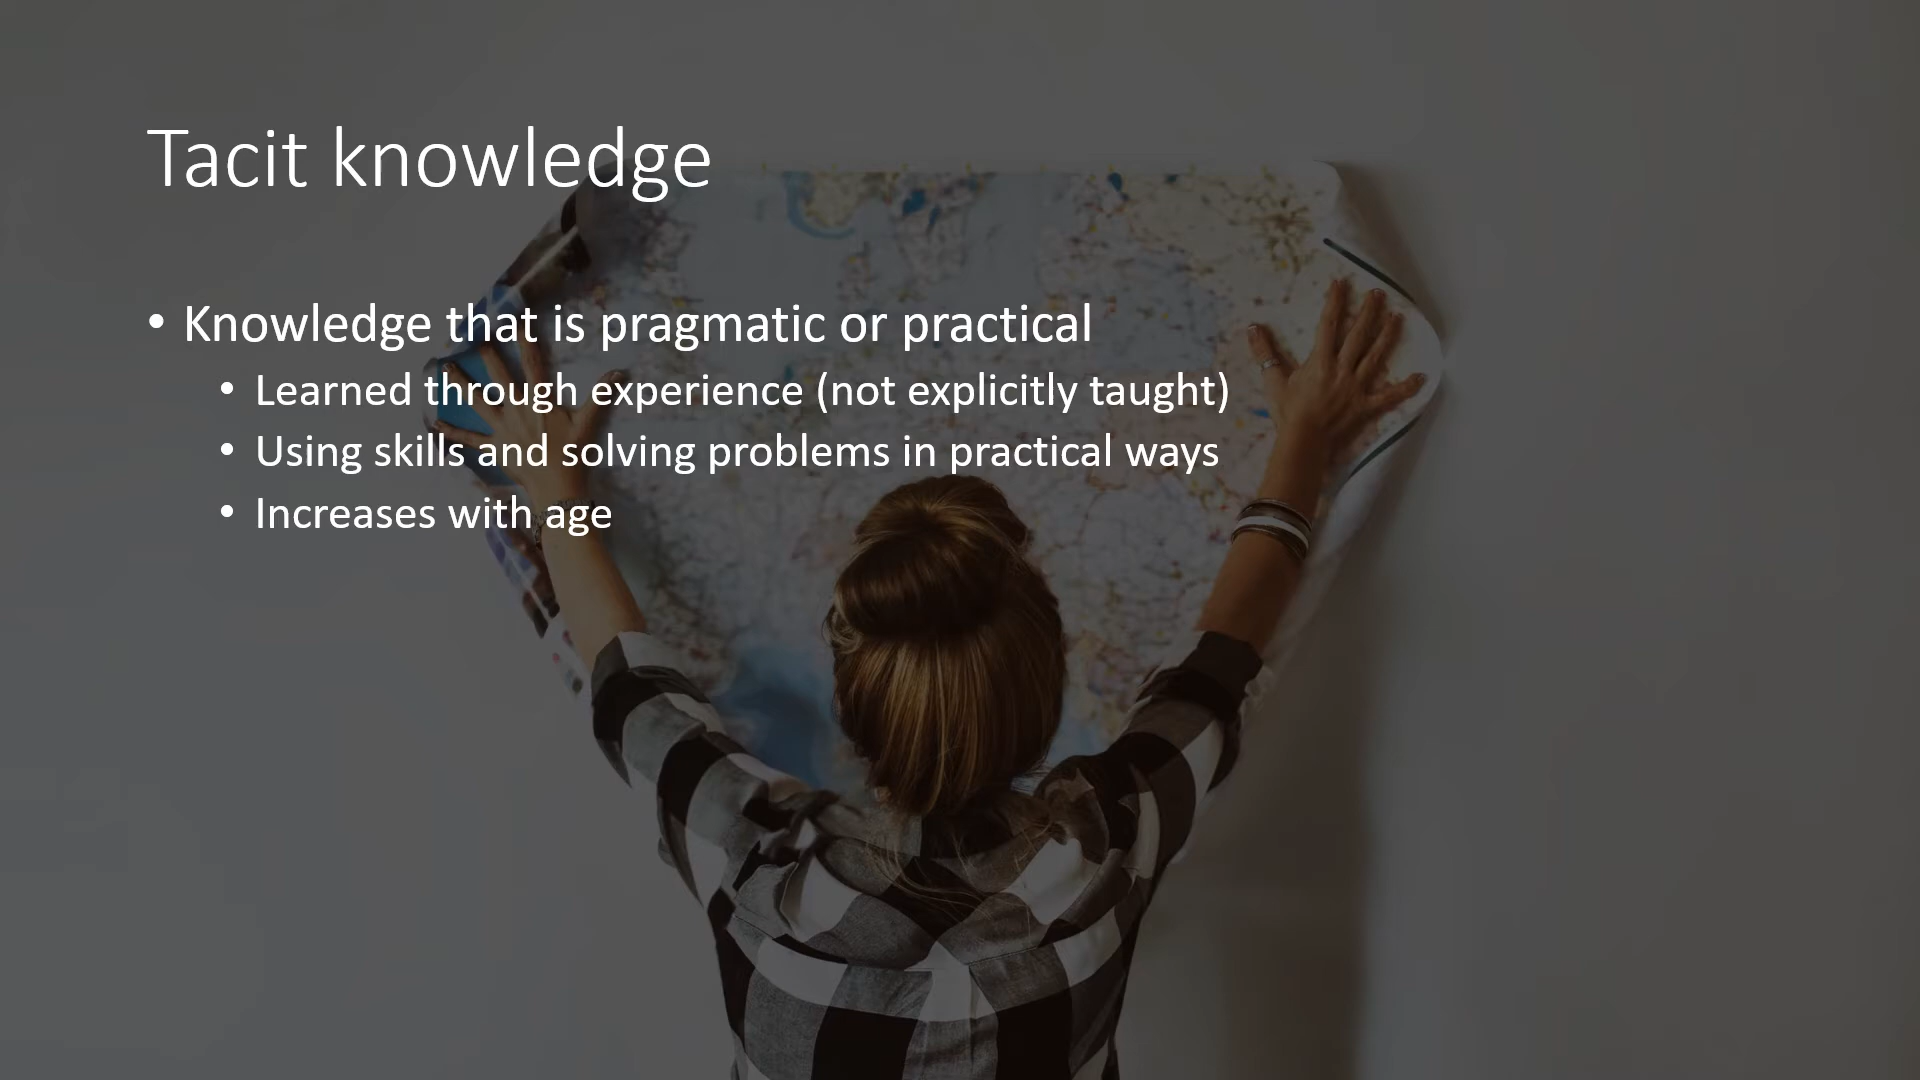 Tacit knowledge
• Knowledge that is pragmatic or practical
• Learned through experience (not explicitly taught)
• Using skills and solving problems in practical ways
• Increases with age